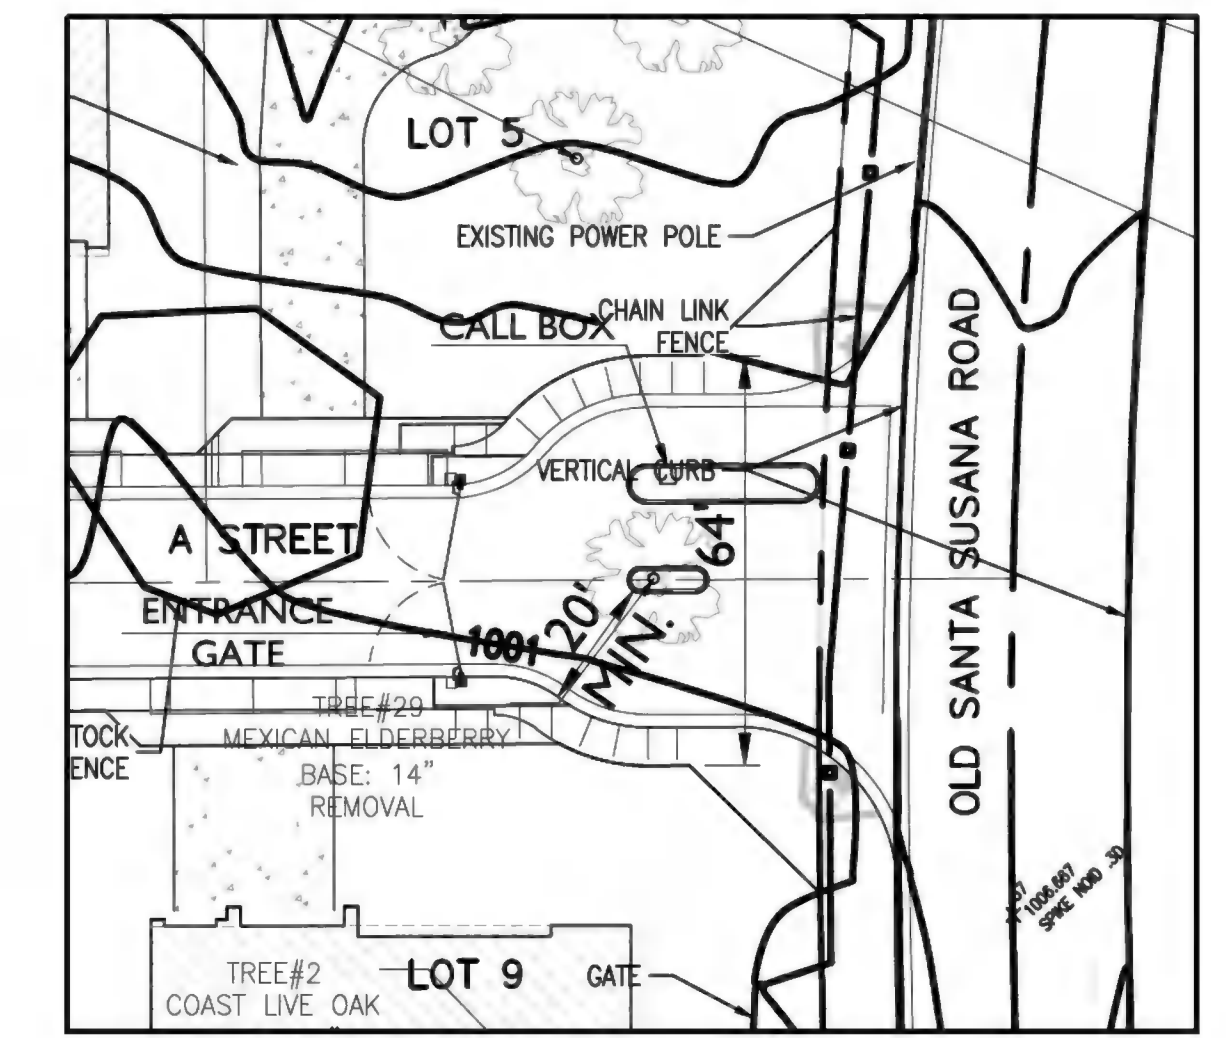 LOT 5
EXISTING POWER POLE
CHAIN LINK
FENCE
CALL BOX
VERTICAL CURB
64'
A STREET
ENTRANCE
GATE
1001
20'
MIN.
OLD SANTA SUSANA ROAD
TREE#29
MEXICAN ELDERBERRY
BASE: 14"
REMOVAL
TOCK
ENCE
1006.667
SPIKE NOID .30
LOT 9
TREE#2
COAST LIVE OAK
GATE